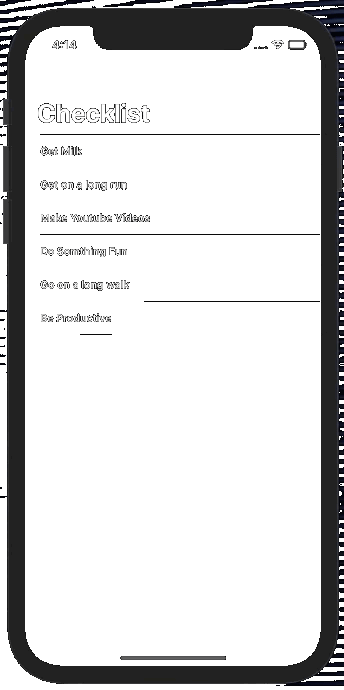 4:14
Checklist
Get Milk
Get on a long run
Make Youtube Videos
Do Somthing Fun
Go on a long walk
Be Productive